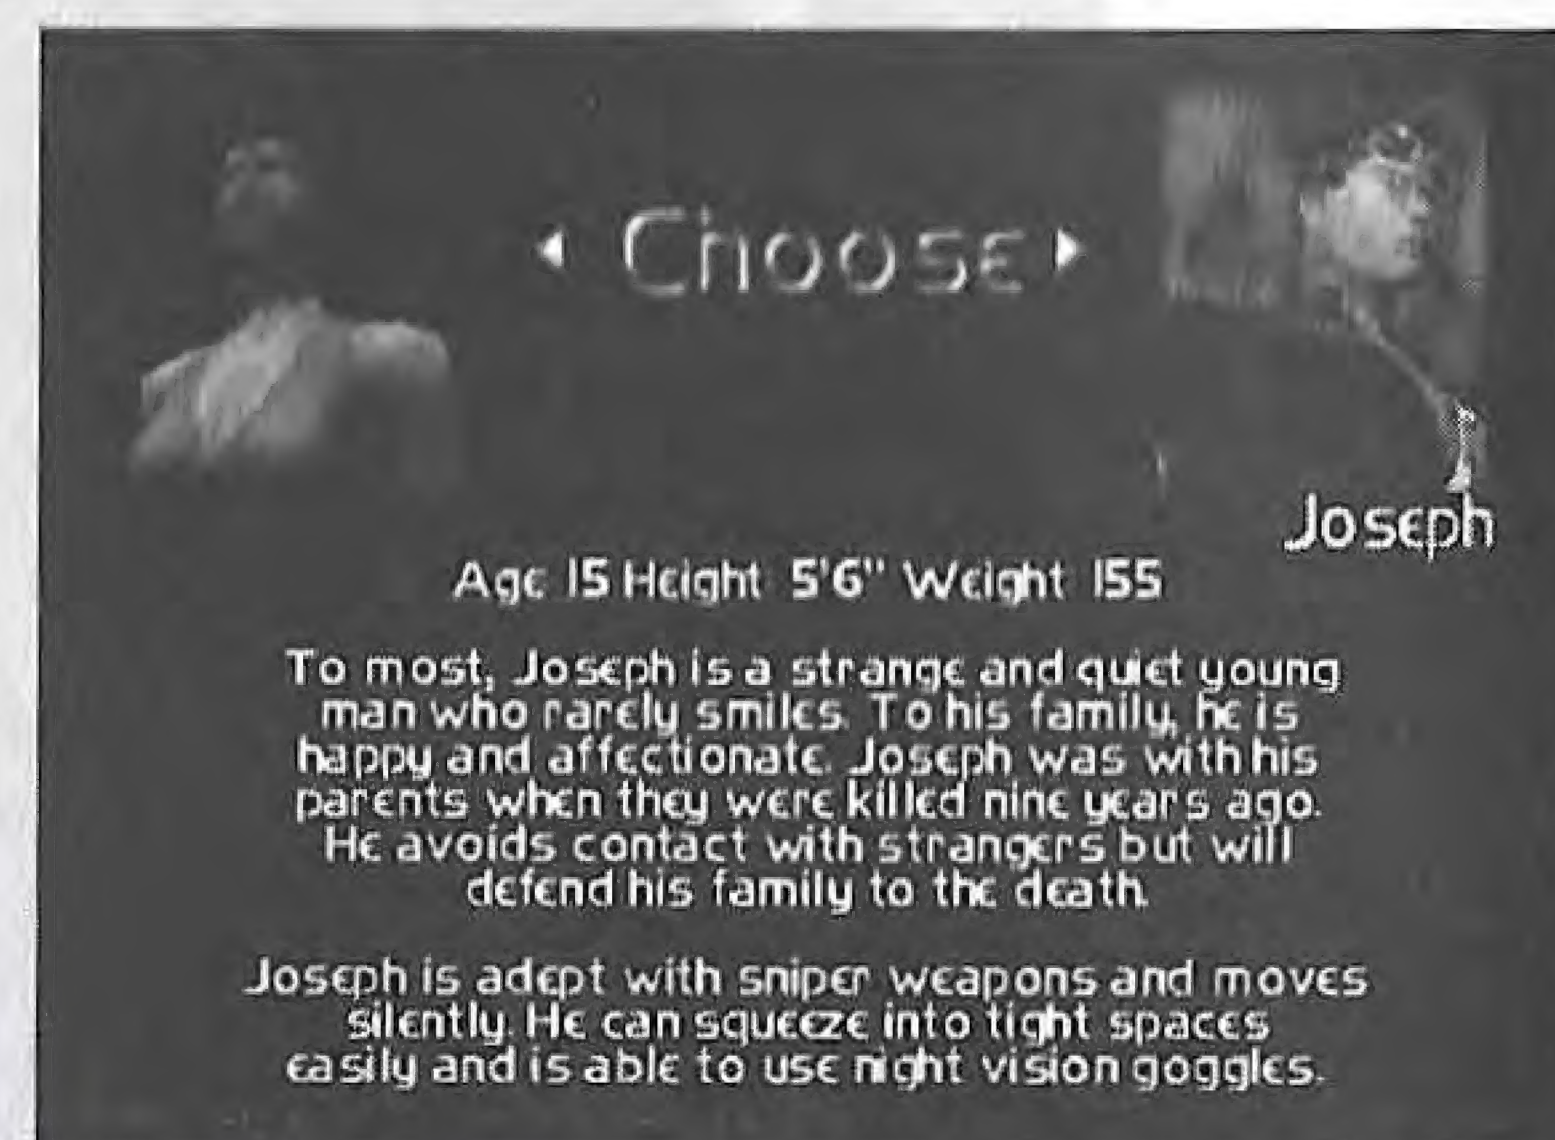 Choose
Joseph
Age 15 Height 5'6" Weight 155
To most, Joseph is a strange and quiet young
man who rarely smiles. To his family, he is
happy and affectionate. Joseph was with his
parents when they were killed nine years ago.
He avoids contact with strangers but will
defend his family to the death.
Joseph is adept with sniper weapons and moves
silently. He can squeeze into tight spaces
easily and is able to use night vision goggles.